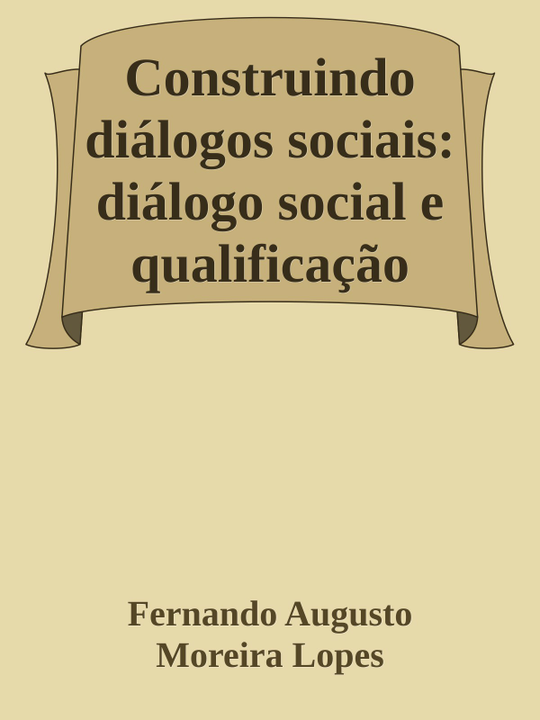 Construindo
diálogos sociais:
diálogo social e
qualificação
Fernando Augusto
Moreira Lopes